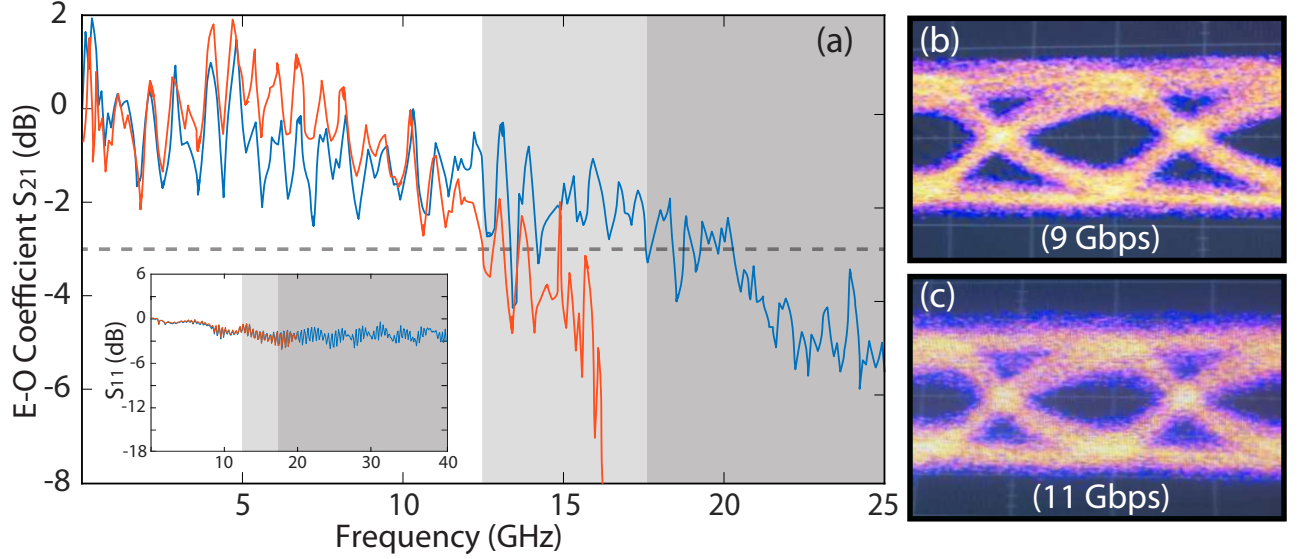 2
0
-2
-4
-6
-8
E-O Coefficient S21 (dB)
(a)
6
0
-6
-12
-18
S11 (dB)
10
20
30
40
5
10
15
20
25
Frequency (GHz)
(b)
(9 Gbps)
(c)
(11 Gbps)